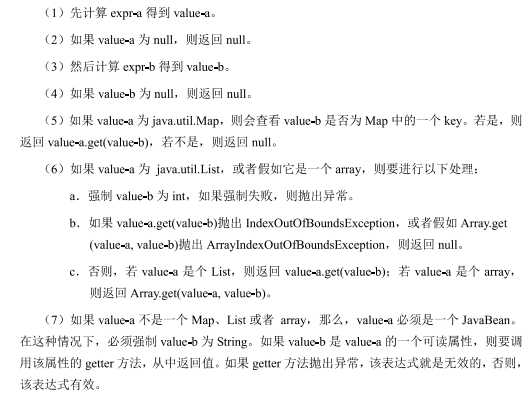 （1）先计算 expr-a 得到 value-a。
（2）如果 value-a 为 null，则返回 null。
（3）然后计算 expr-b 得到 value-b。
（4）如果 value-b 为 null，则返回 null。
（5）如果 value-a 为 java.util.Map，则会查看 value-b 是否为 Map 中的一个 key。若是，则
返回 value-a.get(value-b)，若不是，则返回 null。
（6）如果 value-a 为 java.util.List，或者假如它是一个 array，则要进行以下处理：
a．强制 value-b 为 int，如果强制失败，则抛出异常。
b．如果 value-a.get(value-b)抛出 IndexOutOfBoundsException，或者假如 Array.get
(value-a, value-b)抛出 ArrayIndexOutOfBoundsException，则返回 null。
c．否则，若 value-a 是个 List，则返回 value-a.get(value-b)；若 value-a 是个 array，
则返回 Array.get(value-a, value-b)。
（7）如果 value-a 不是一个 Map、List 或者 array，那么，value-a 必须是一个 JavaBean。
在这种情况下，必须强制 value-b 为 String。如果 value-b 是 value-a 的一个可读属性，则要调
用该属性的 getter 方法，从中返回值。如果 getter 方法抛出异常，该表达式就是无效的，否则，
该表达式有效。